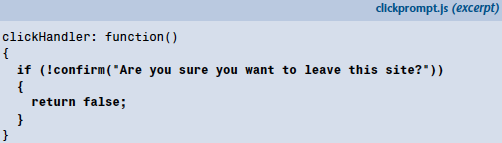 clickprompt.js (excerpt)
clickHandler: function()
{
  if (!confirm("Are you sure you want to leave this site?"))
  {
    return false;
  }
}